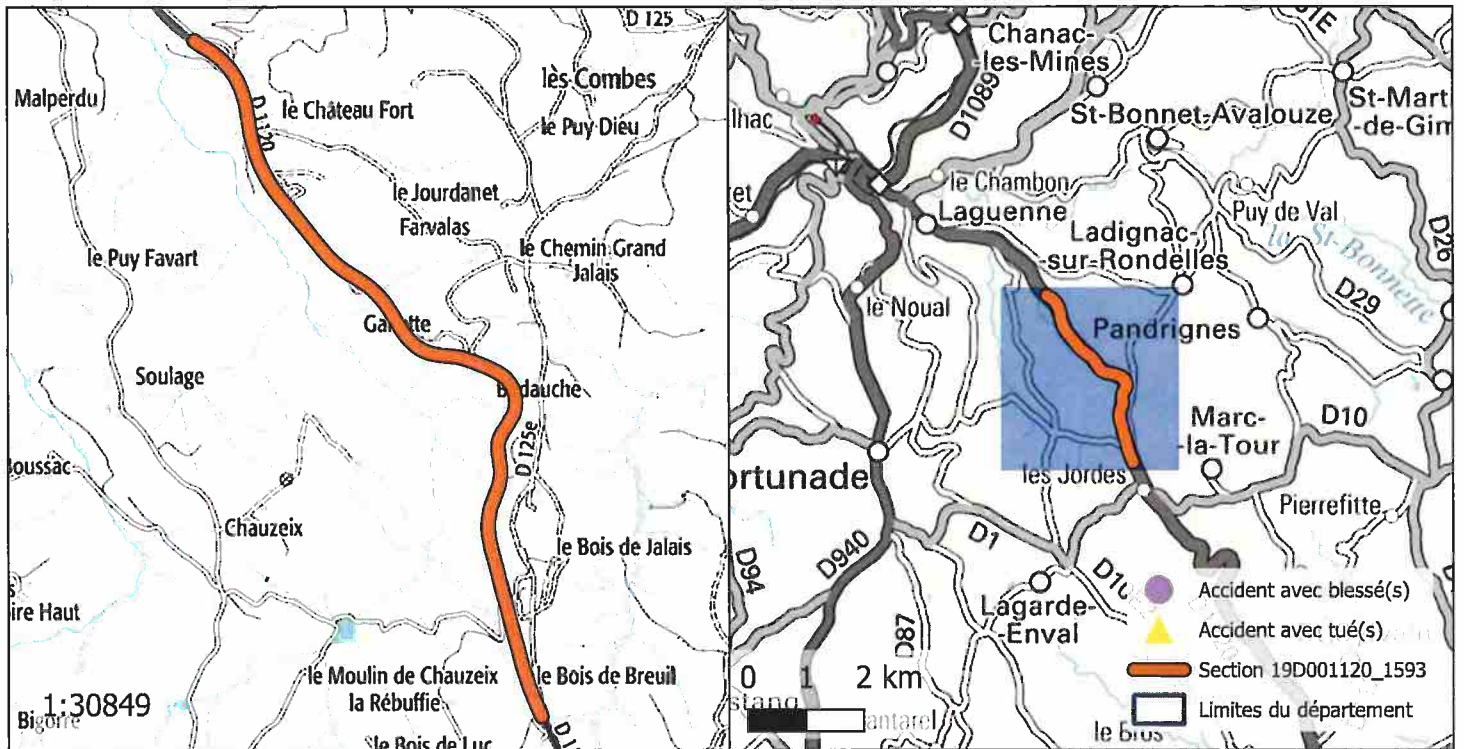 D 125
lès Combes
Malperdu
le Château Fort
D 1120
le Puy Dieu
le Jourdanet
Farvalas
le Puy Favart
le Chemin Grand
Jalais
Soulage
D 125e
Chauzeix
le Bois de Jalais
le Moulin de Chauzeix
la Rébuffie
le Bois de Breuil
le Bois de Luc
1:30849
Chanac-
-les-Mines
D1089
St-Bonnet-Avalouze
le Chambon
Laguenne
Puy de Val
Ladignac-
-sur-Rondelles
la St-Bonnette
D26
D29
le Noual
Pandrignes
Marc-
-la-Tour
D10
les Jordes
Pierrefitte
D1
D940
D94
D87
Lagarde-
-Enval
0 1 2 km
Accident avec blessé(s)
Accident avec tué(s)
Section 19D001120_1593
Limites du département